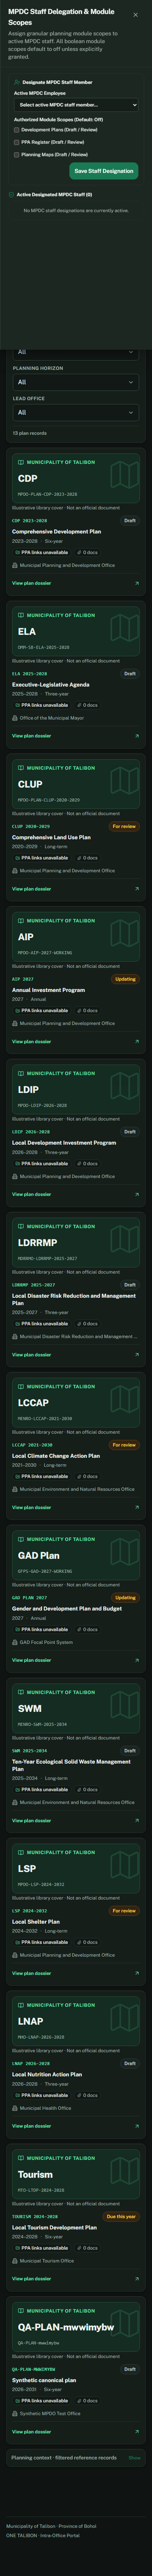 MPDC Staff Delegation & Module
Scopes
Assign granular planning module scopes to
active MPDC staff. All boolean module
scopes default to off unless explicitly
granted.
Designate MPDC Staff Member
Active MPDC Employee
Select active MPDC staff member...
Authorized Module Scopes (Default: Off)
Development Plans (Draft / Review)
PPA Register (Draft / Review)
Planning Maps (Draft / Review)
Save Staff Designation
Active Designated MPDC Staff (0)
No MPDC staff designations are currently active.
All
PLANNING HORIZON
All
LEAD OFFICE
All
13 plan records
MUNICIPALITY OF TALIBON
CDP
MPDO-PLAN-CDP-2023-2028
Illustrative library cover · Not an official document
CDP 2023-2028
Draft
Comprehensive Development Plan
2023–2028 · Six-year
PPA links unavailable
0 docs
Municipal Planning and Development Office
View plan dossier
MUNICIPALITY OF TALIBON
ELA
OMM-SB-ELA-2025-2028
Illustrative library cover · Not an official document
ELA 2025-2028
Draft
Executive-Legislative Agenda
2025–2028 · Three-year
PPA links unavailable
0 docs
Office of the Municipal Mayor
View plan dossier
MUNICIPALITY OF TALIBON
CLUP
MPDO-PLAN-CLUP-2020-2029
Illustrative library cover · Not an official document
CLUP 2020-2029
For review
Comprehensive Land Use Plan
2020–2029 · Long-term
PPA links unavailable
0 docs
Municipal Planning and Development Office
View plan dossier
MUNICIPALITY OF TALIBON
AIP
MPDO-AIP-2027-WORKING
Illustrative library cover · Not an official document
AIP 2027
Updating
Annual Investment Program
2027 · Annual
PPA links unavailable
0 docs
Municipal Planning and Development Office
View plan dossier
MUNICIPALITY OF TALIBON
LDIP
MPDO-LDIP-2026-2028
Illustrative library cover · Not an official document
LDIP 2026-2028
Draft
Local Development Investment Program
2026–2028 · Three-year
PPA links unavailable
0 docs
Municipal Planning and Development Office
View plan dossier
MUNICIPALITY OF TALIBON
LDRRMP
MDRRMO-LDRRMP-2025-2027
Illustrative library cover · Not an official document
LDRRMP 2025-2027
Draft
Local Disaster Risk Reduction and Management
Plan
2025–2027 · Three-year
PPA links unavailable
0 docs
Municipal Disaster Risk Reduction and Management ...
View plan dossier
MUNICIPALITY OF TALIBON
LCCAP
MENRO-LCCAP-2021-2030
Illustrative library cover · Not an official document
LCCAP 2021-2030
For review
Local Climate Change Action Plan
2021–2030 · Long-term
PPA links unavailable
0 docs
Municipal Environment and Natural Resources Office
View plan dossier
MUNICIPALITY OF TALIBON
GAD Plan
GFPS-GAD-2027-WORKING
Illustrative library cover · Not an official document
GAD PLAN 2027
Updating
Gender and Development Plan and Budget
2027 · Annual
PPA links unavailable
0 docs
GAD Focal Point System
View plan dossier
MUNICIPALITY OF TALIBON
SWM
MENRO-SWM-2025-2034
Illustrative library cover · Not an official document
SWM 2025-2034
Draft
Ten-Year Ecological Solid Waste Management
Plan
2025–2034 · Long-term
PPA links unavailable
0 docs
Municipal Environment and Natural Resources Office
View plan dossier
MUNICIPALITY OF TALIBON
LSP
MPDO-LSP-2024-2032
Illustrative library cover · Not an official document
LSP 2024-2032
For review
Local Shelter Plan
2024–2032 · Long-term
PPA links unavailable
0 docs
Municipal Planning and Development Office
View plan dossier
MUNICIPALITY OF TALIBON
LNAP
MHO-LNAP-2026-2028
Illustrative library cover · Not an official document
LNAP 2026-2028
Draft
Local Nutrition Action Plan
2026–2028 · Three-year
PPA links unavailable
0 docs
Municipal Health Office
View plan dossier
MUNICIPALITY OF TALIBON
Tourism
MTO-LTDP-2024-2028
Illustrative library cover · Not an official document
TOURISM 2024-2028
Due this year
Local Tourism Development Plan
2024–2028 · Six-year
PPA links unavailable
0 docs
Municipal Tourism Office
View plan dossier
MUNICIPALITY OF TALIBON
QA-PLAN-mwwimybw
QA-PLAN-mwwimybw
Illustrative library cover · Not an official document
QA-PLAN-MWWIMYBW
Draft
Synthetic canonical plan
2026–2031 · Six-year
PPA links unavailable
0 docs
Synthetic MPDO Test Office
View plan dossier
Planning context · filtered reference records
Show
Municipality of Talibon · Province of Bohol
ONE TALIBON · Intra-Office Portal